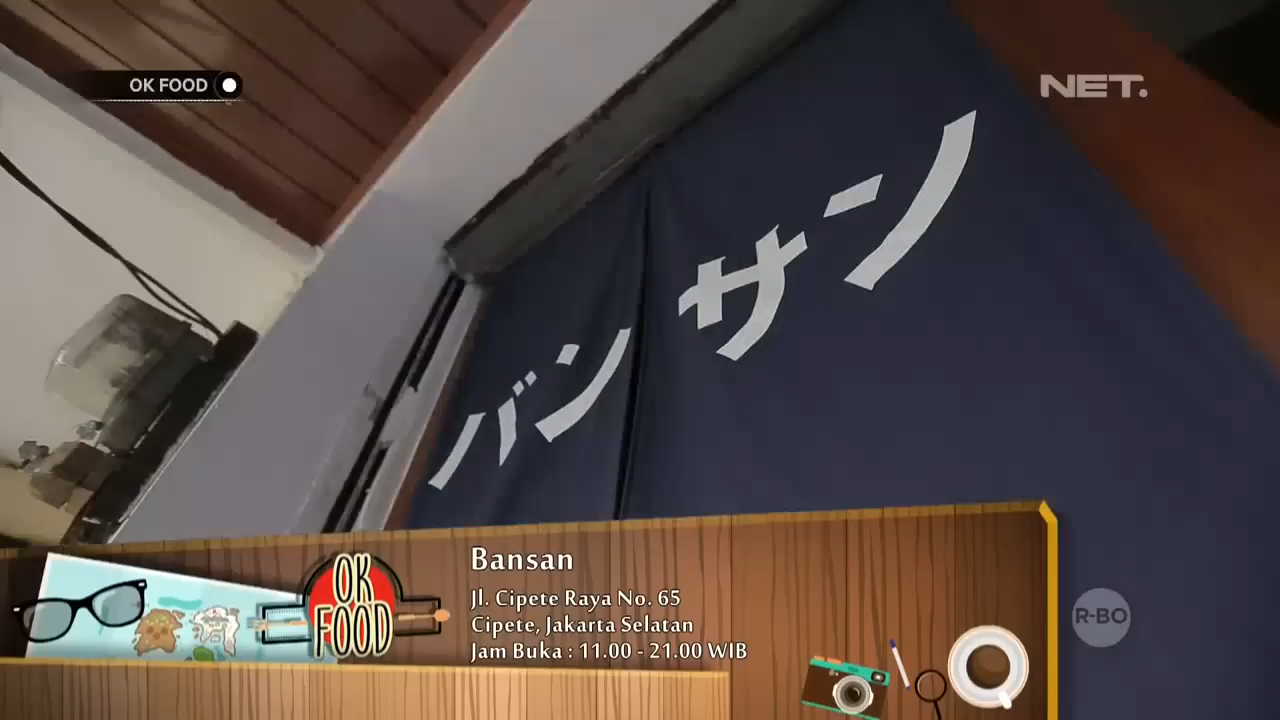 OK FOOD
NET.
バンサン
OK
FOOD
Bansan
Jl. Cipete Raya No. 65
Cipete, Jakarta Selatan
Jam Buka : 11.00 - 21.00 WIB
R-BO